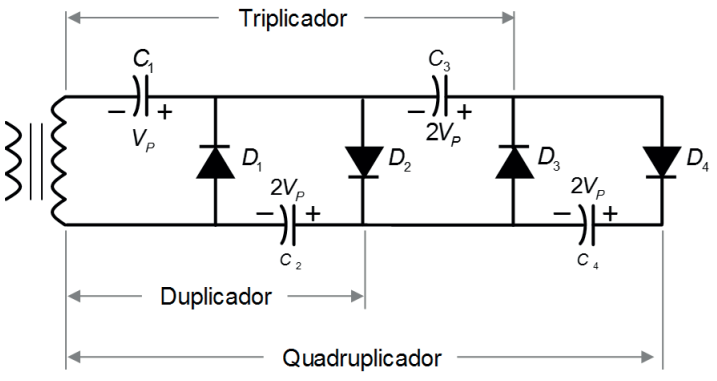 Triplicador
C1 C3
− + − +
VP 2VP
D1 D2 D3 D4
2VP 2VP
− + − +
C2 C4
Duplicador
Quadruplicador